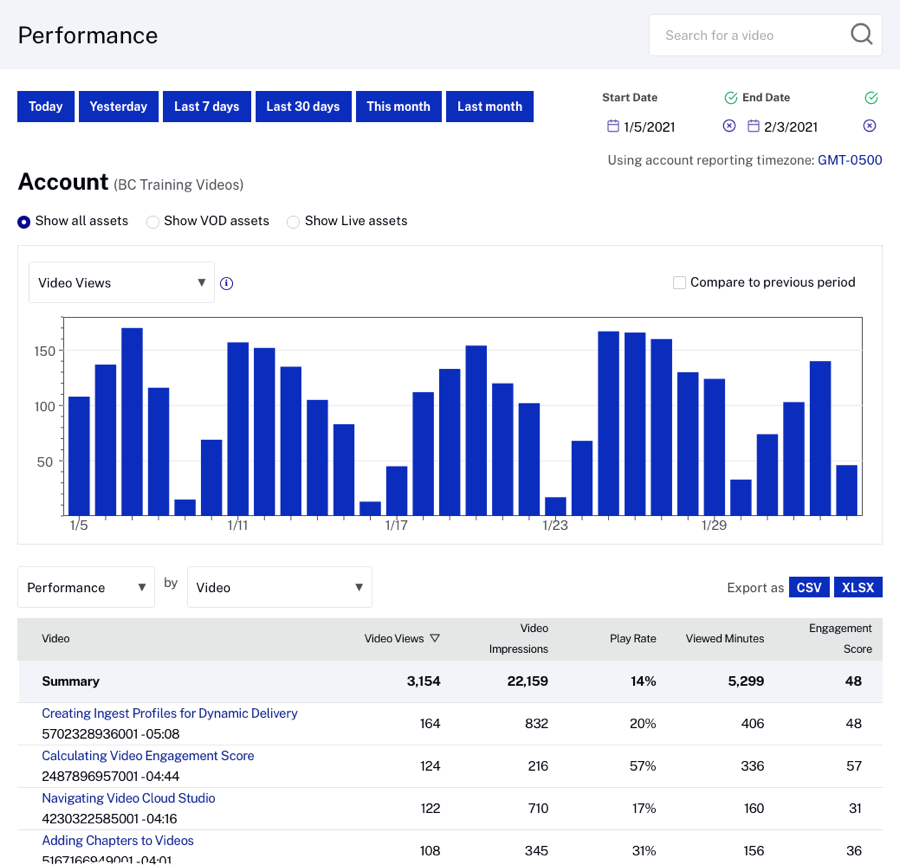 Performance
Search for a video
Today Yesterday Last 7 days Last 30 days This month Last month
Start Date End Date
1/5/2021 2/3/2021
Using account reporting timezone: GMT-0500
Account (BC Training Videos)
Show all assets Show VOD assets Show Live assets
Video Views Compare to previous period
150
100
50
1/5 1/11 1/17 1/23 1/29
Performance by Video Export as CSV XLSX
Video Video Views Video Impressions Play Rate Viewed Minutes Engagement Score
Summary 3,154 22,159 14% 5,299 48
Creating Ingest Profiles for Dynamic Delivery
5702328936001 - 05:08 164 832 20% 406 48
Calculating Video Engagement Score
2487896957001 - 04:44 124 216 57% 336 57
Navigating Video Cloud Studio
4230322585001 - 04:16 122 710 17% 160 31
Adding Chapters to Videos
5167166949001 - 04:01 108 345 31% 156 36